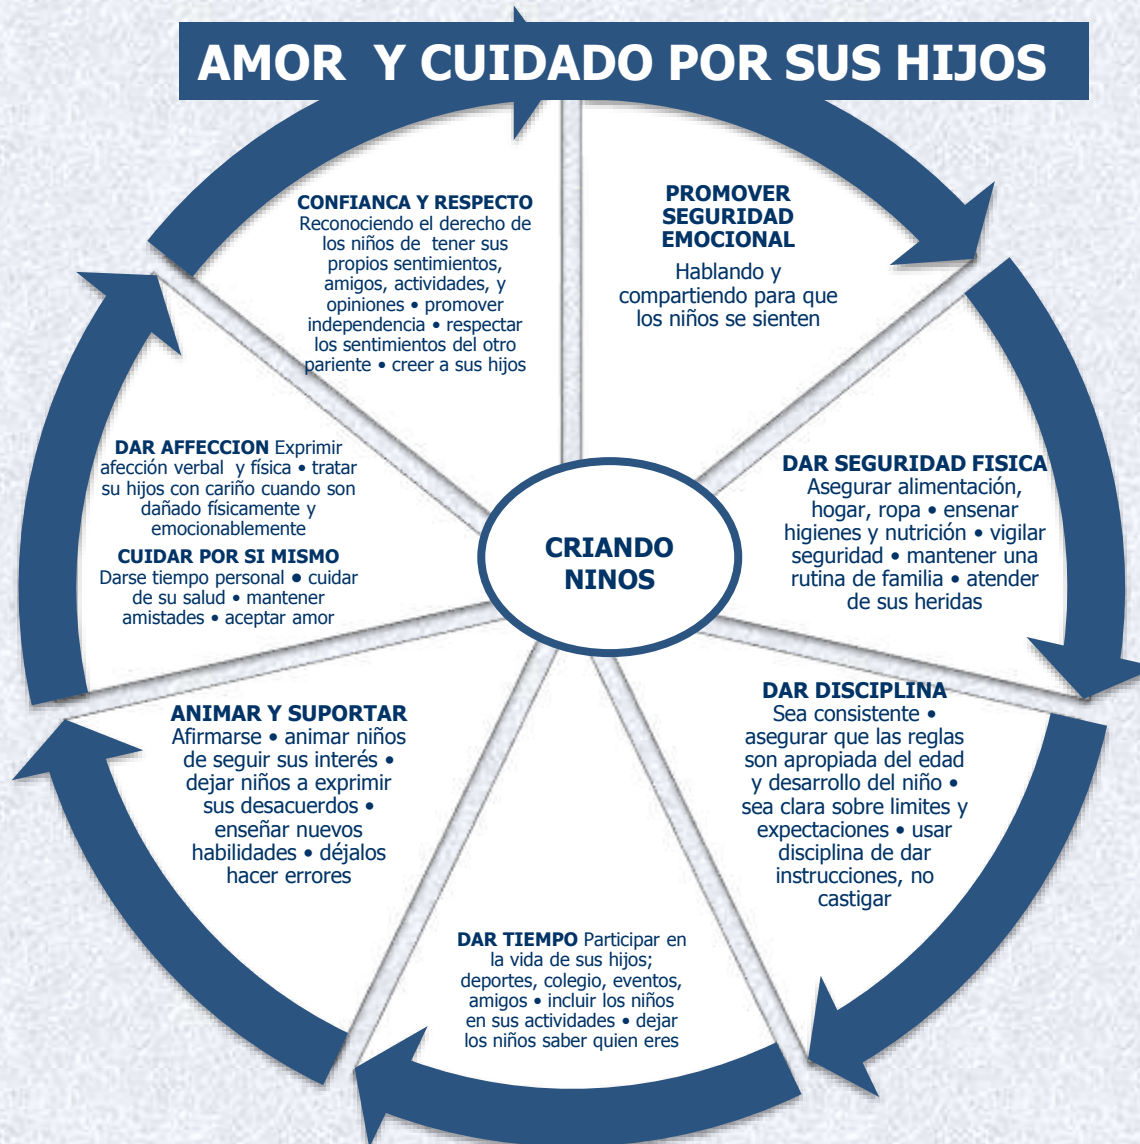 AMOR Y CUIDADO POR SUS HIJOS
PROMOVER
SEGURIDAD
EMOCIONAL
Hablando y
compartiendo para que
los niños se sienten
DAR SEGURIDAD FISICA
Asegurar alimentación,
hogar, ropa • ensenar
higienes y nutrición • vigilar
seguridad • mantener una
rutina de familia • atender
de sus heridas
DAR DISCIPLINA
Sea consistente •
asegurar que las reglas
son apropiada del edad
y desarrollo del niño •
sea clara sobre limites y
expectaciones • usar
disciplina de dar
instrucciones, no
castigar
DAR TIEMPO Participar en
la vida de sus hijos;
deportes, colegio, eventos,
amigos • incluir los niños
en sus actividades • dejar
los niños saber quien eres
ANIMAR Y SUPORTAR
Afirmarse • animar niños
de seguir sus interés •
dejar niños a exprimir
sus desacuerdos •
enseñar nuevos
habilidades • déjalos
hacer errores
DAR AFFECCION Exprimir
afección verbal y física • tratar
su hijos con cariño cuando son
dañado físicamente y
emocionablemente
CUIDAR POR SI MISMO
Darse tiempo personal • cuidar
de su salud • mantener
amistades • aceptar amor
CONFIANCA Y RESPECTO
Reconociendo el derecho de
los niños de tener sus
propios sentimientos,
amigos, actividades, y
opiniones • promover
independencia • respectar
los sentimientos del otro
pariente • creer a sus hijos
CRIANDO
NINOS